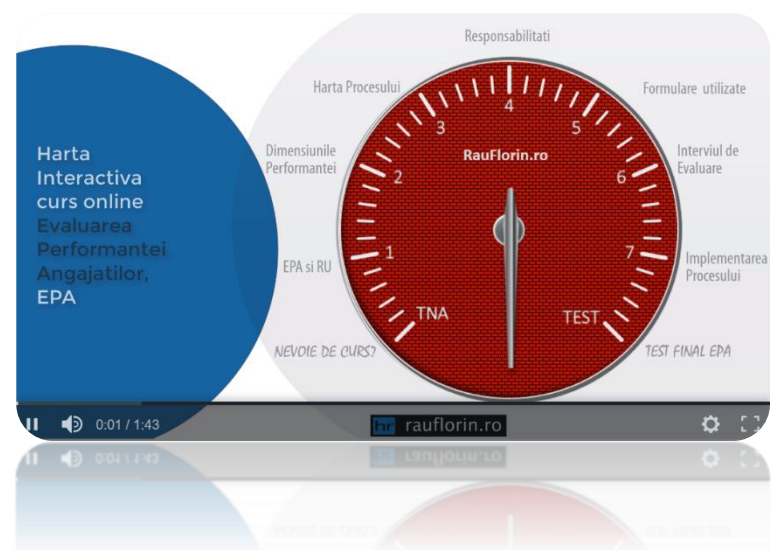 Harta
Interactiva
curs online
Evaluarea
Performantei
Angajatilor,
EPA
Responsabilitati
Harta Procesului
Formulare utilizate
Dimensiunile
Performantei
Interviul de
Evaluare
EPA si RU
Implementarea
Procesului
NEVOIE DE CURS?
TEST FINAL EPA
RauFlorin.ro
TNA
1
2
3
4
5
6
7
TEST
0:01 / 1:43
hr rauflorin.ro